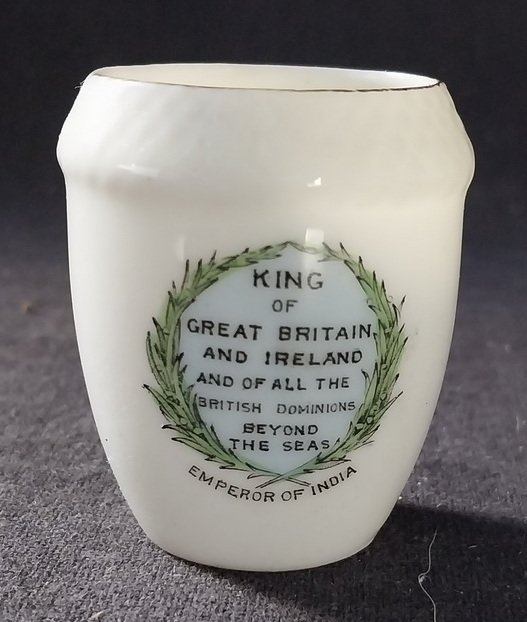 KING
OF
GREAT BRITAIN
AND IRELAND
AND OF ALL THE
BRITISH DOMINIONS
BEYOND
THE SEAS
EMPEROR OF INDIA